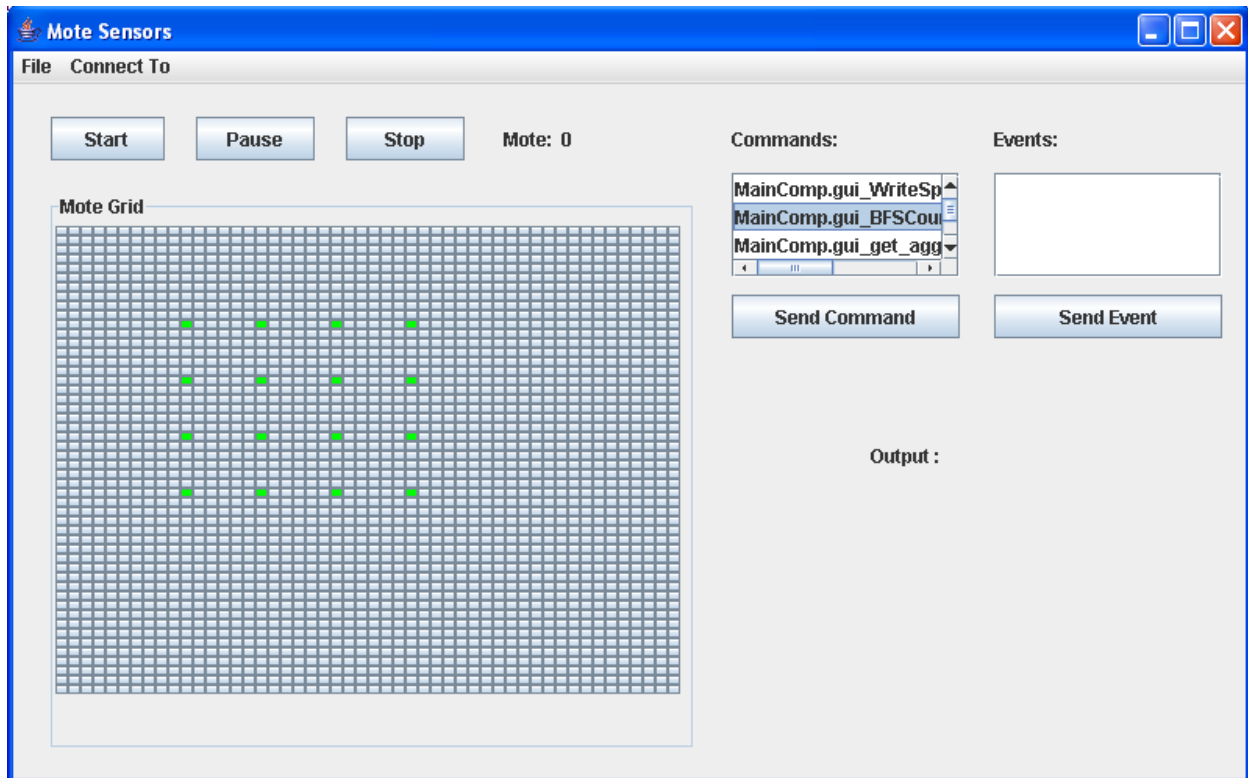 Mote Sensors
File Connect To
Start Pause Stop Mote: 0 Commands: Events:
MainComp.gui_WriteSp
MainComp.gui_BFSCou
MainComp.gui_get_agg
Mote Grid
Send Command Send Event
Output :